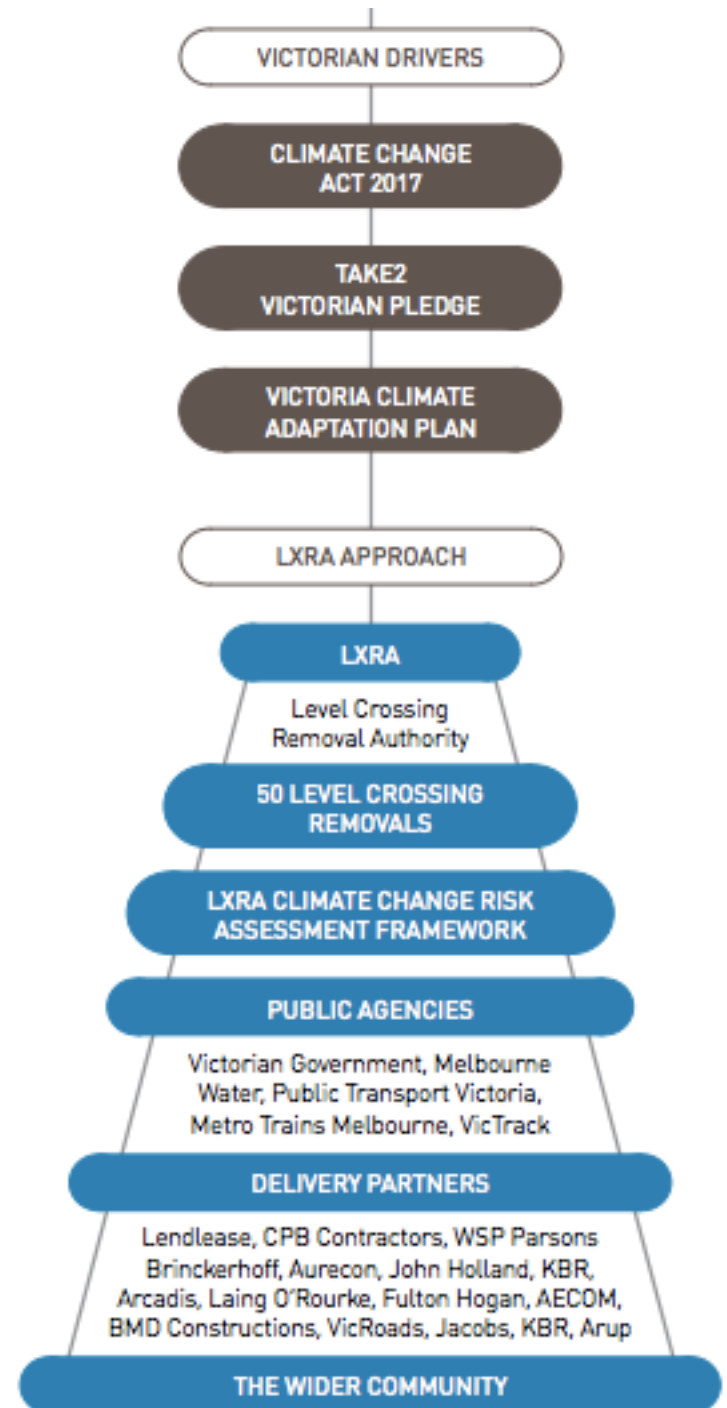 VICTORIAN DRIVERS
CLIMATE CHANGE
ACT 2017
TAKE2
VICTORIAN PLEDGE
VICTORIA CLIMATE
ADAPTATION PLAN
LXRA APPROACH
LXRA
Level Crossing
Removal Authority
50 LEVEL CROSSING
REMOVALS
LXRA CLIMATE CHANGE RISK
ASSESSMENT FRAMEWORK
PUBLIC AGENCIES
Victorian Government, Melbourne
Water, Public Transport Victoria,
Metro Trains Melbourne, VicTrack
DELIVERY PARTNERS
Lendlease, CPB Contractors, WSP Parsons
Brinckerhoff, Aurecon, John Holland, KBR,
Arcadis, Laing O'Rourke, Fulton Hogan, AECOM,
BMD Constructions, VicRoads, Jacobs, KBR, Arup
THE WIDER COMMUNITY